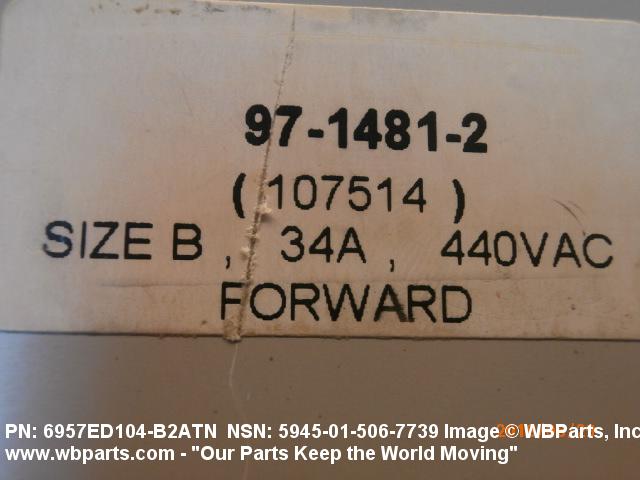 97-1481-2
( 107514 )
SIZE B , 34A , 440VAC
FORWARD
PN: 6957ED104-B2ATN NSN: 5945-01-506-7739 Image © WBParts, Inc
www.wbparts.com - "Our Parts Keep the World Moving"